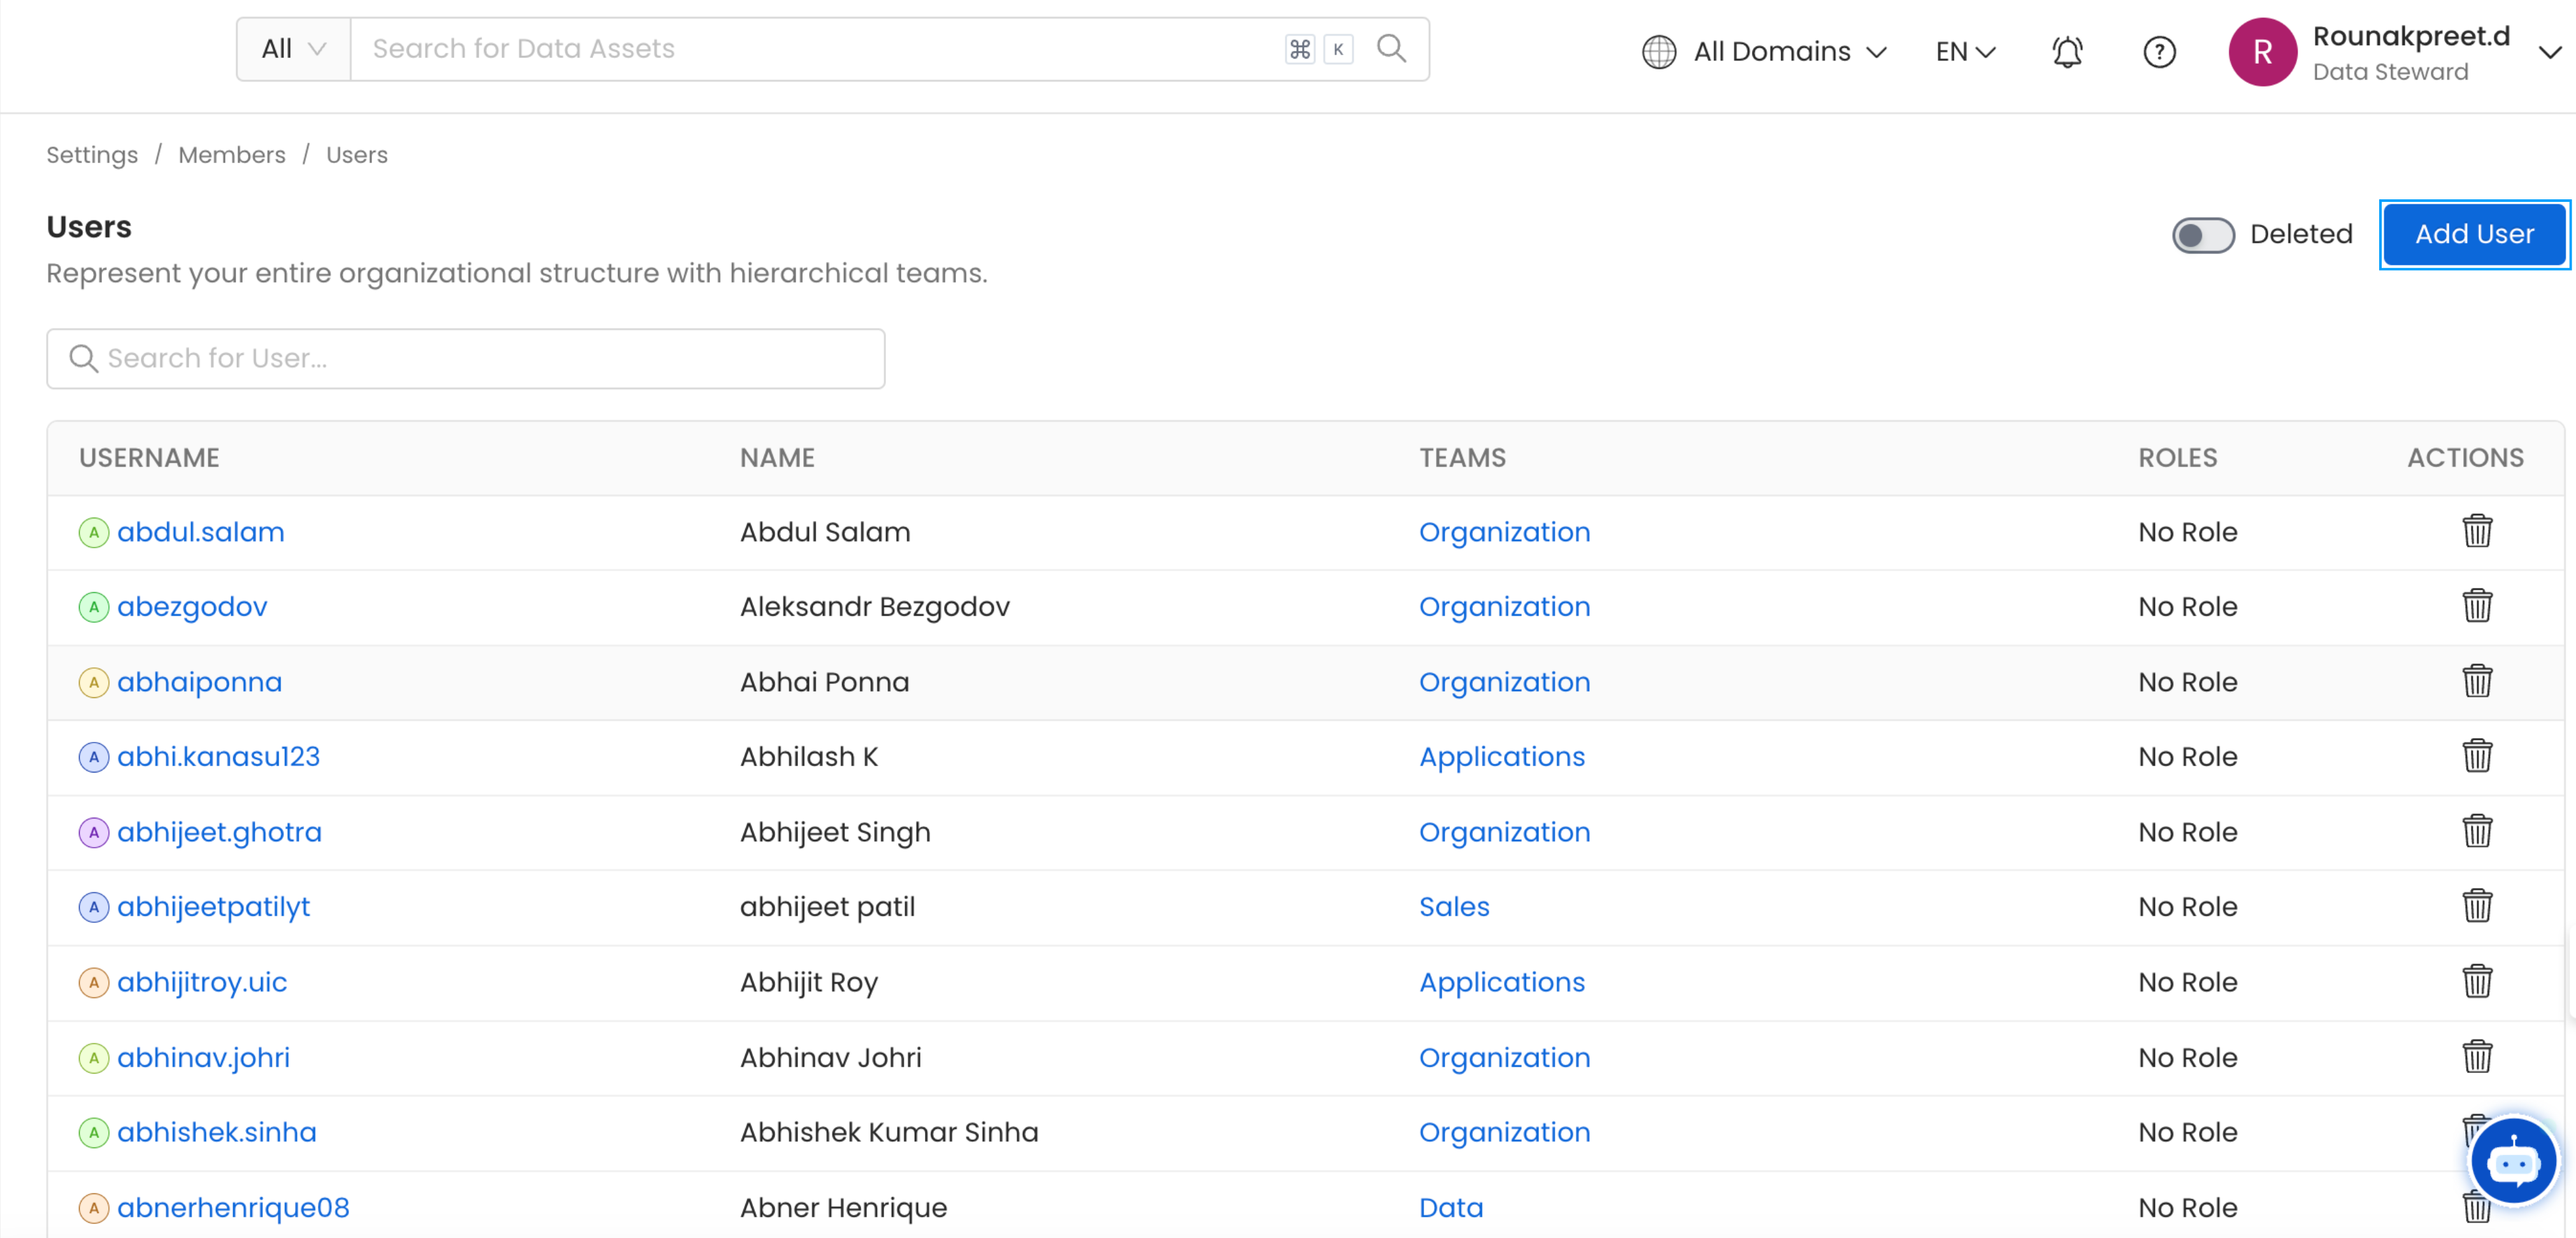 All Search for Data Assets ⌘ K All Domains EN ? R Rounakpreet.d
Data Steward
Settings / Members / Users
Users
Deleted Add User
Represent your entire organizational structure with hierarchical teams.
Search for User...
USERNAME NAME TEAMS ROLES ACTIONS
A abdul.salam Abdul Salam Organization No Role
A abezgodov Aleksandr Bezgodov Organization No Role
A abhaiponna Abhai Ponna Organization No Role
A abhi.kanasu123 Abhilash K Applications No Role
A abhijeet.ghotra Abhijeet Singh Organization No Role
A abhijeetpatilyt abhijeet patil Sales No Role
A abhijitroy.uic Abhijit Roy Applications No Role
A abhinav.johri Abhinav Johri Organization No Role
A abhishek.sinha Abhishek Kumar Sinha Organization No Role
A abnerhenrique08 Abner Henrique Data No Role